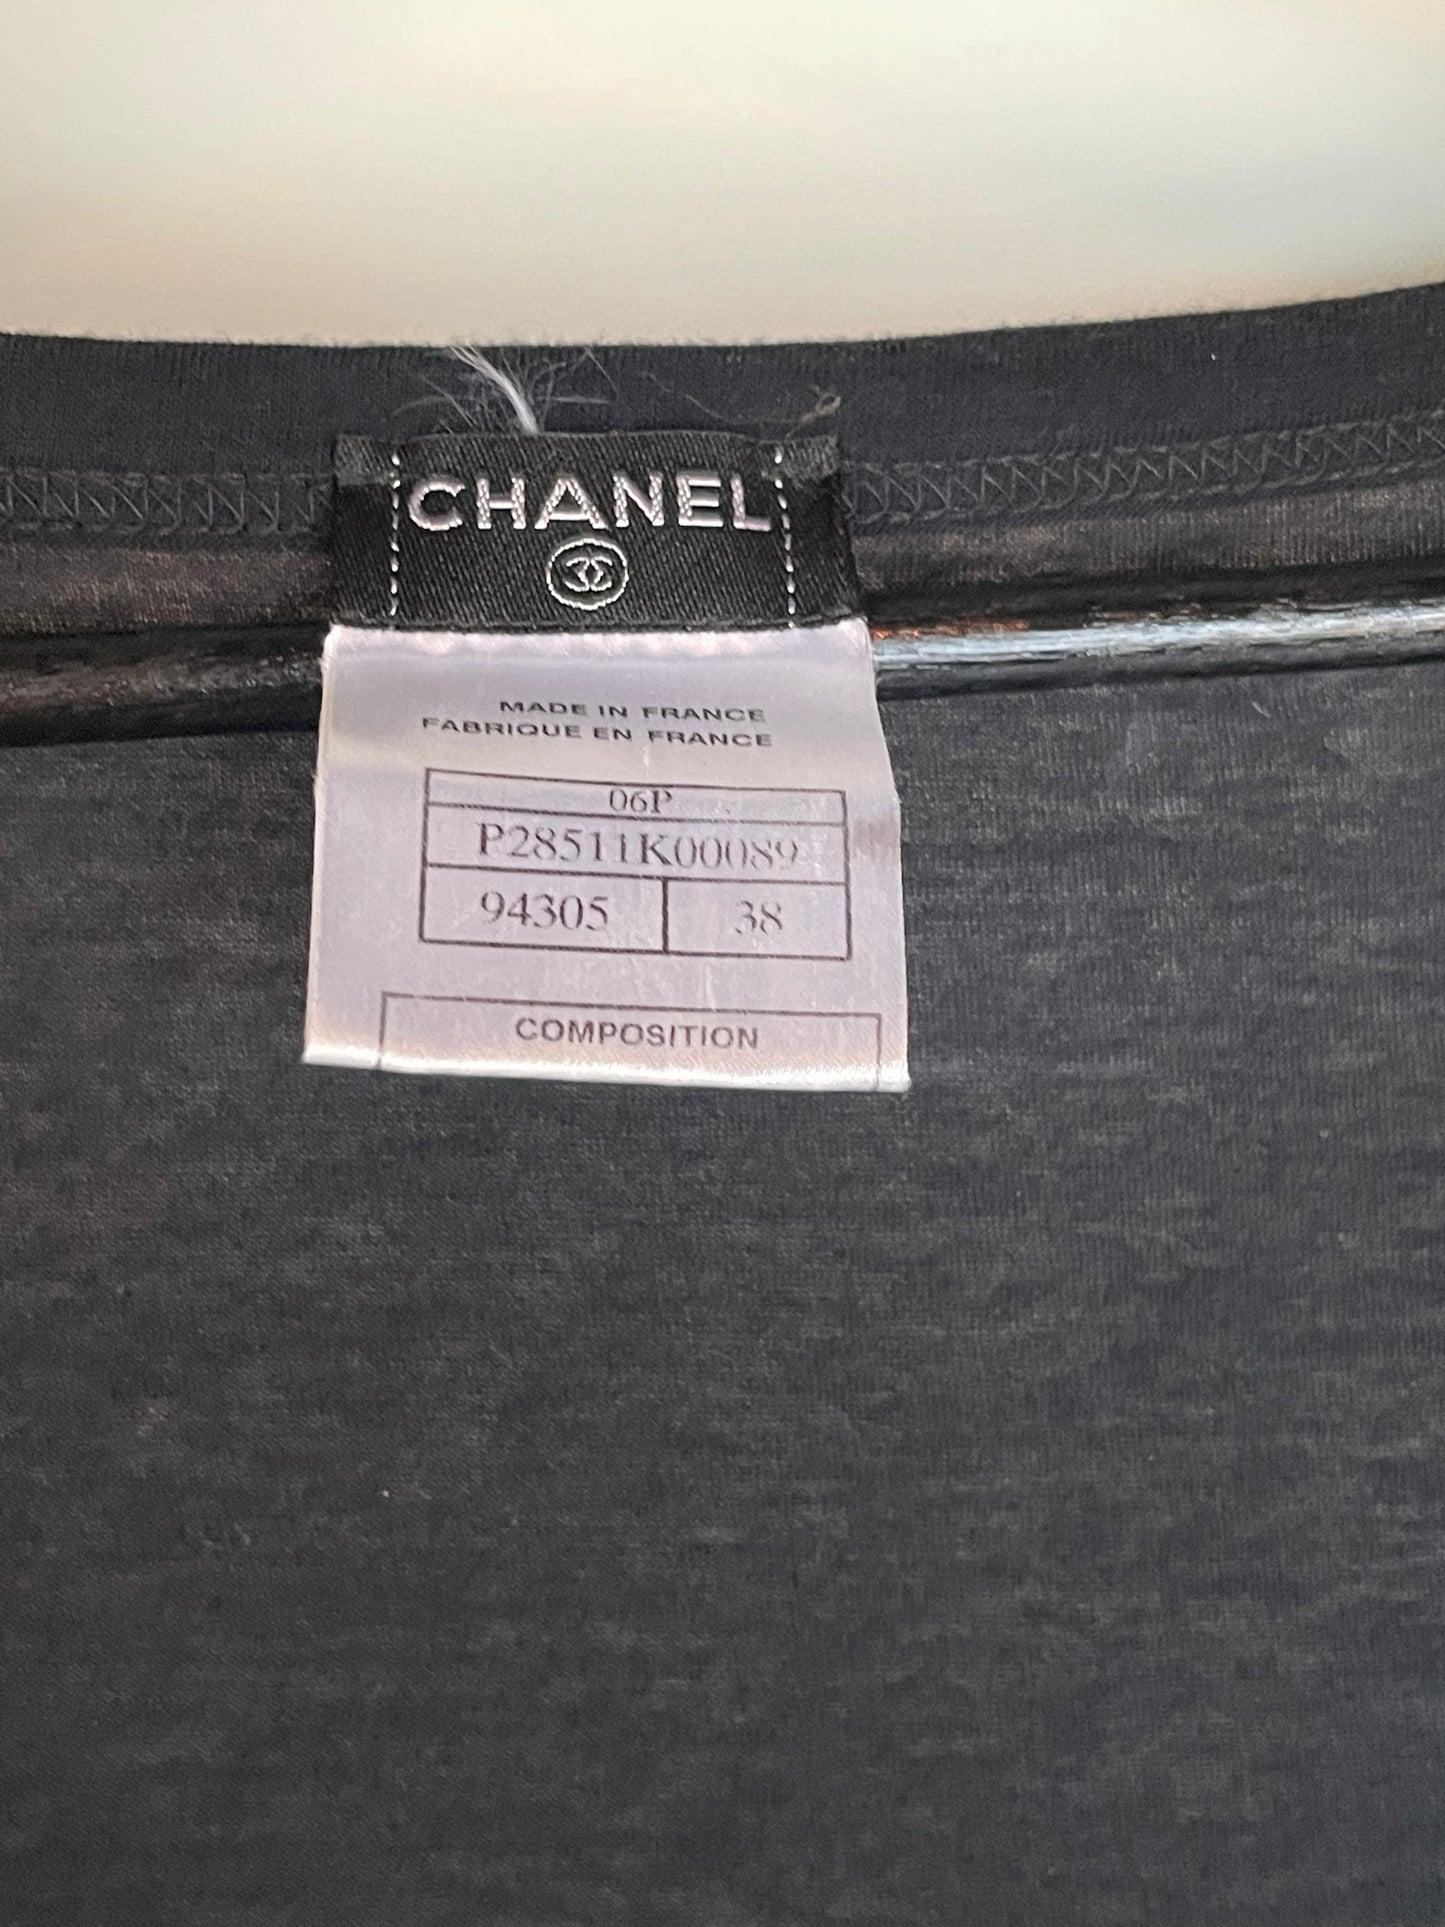 CHANEL
MADE IN FRANCE
FABRIQUE EN FRANCE
06P
P28511K00089
94305 38
COMPOSITION